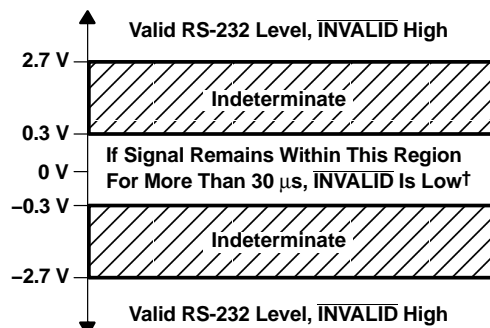 Valid RS-232 Level, INVALID High
2.7 V
Indeterminate
0.3 V
If Signal Remains Within This Region
0 V
For More Than 30 μs, INVALID Is Low†
−0.3 V
Indeterminate
−2.7 V
Valid RS-232 Level, INVALID High